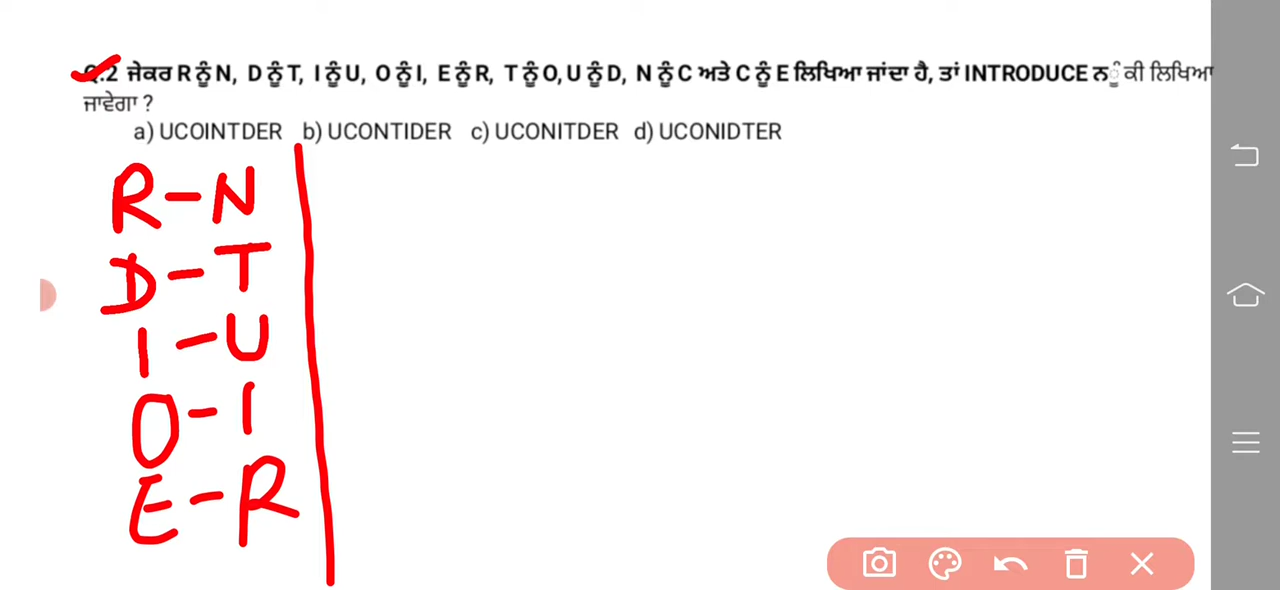 Q.2 ਜੇਕਰ R ਨੂੰ N, D ਨੂੰ T, I ਨੂੰ U, O ਨੂੰ I, E ਨੂੰ R, T ਨੂੰ O, U ਨੂੰ D, N ਨੂੰ C ਅਤੇ C ਨੂੰ E ਲਿਖਿਆ ਜਾਂਦਾ ਹੈ, ਤਾਂ INTRODUCE ਨੂੰ ਕੀ ਲਿਖਿਆ
ਜਾਵੇਗਾ ?
a) UCOINTDER b) UCONTIDER c) UCONITDER d) UCONIDTER
R-N
D-T
I-U
O-I
E-R